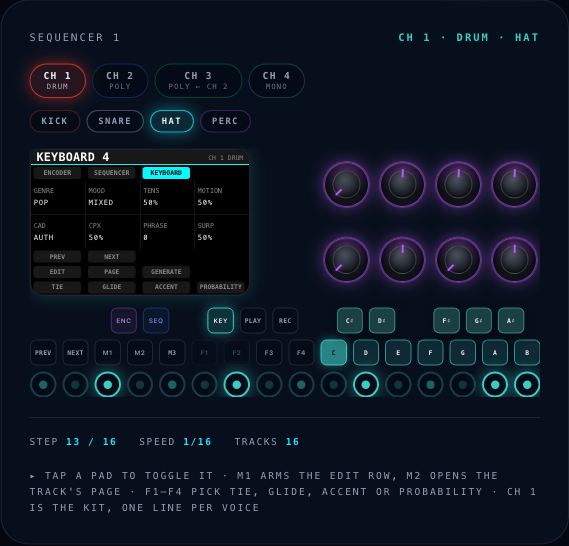 SEQUENCER 1
CH 1 · DRUM · HAT
CH 1 CH 2 CH 3 CH 4
DRUM POLY POLY ← CH 2 MONO
KICK SNARE HAT PERC
KEYBOARD 4 CH 1 DRUM
ENCODER SEQUENCER KEYBOARD
GENRE MOOD TENS MOTION
POP MIXED 50% 50%
CAD CPX PHRASE SURP
AUTH 50% 0 50%
PREV NEXT
EDIT PAGE GENERATE
TIE GLIDE ACCENT PROBABILITY
ENC SEQ KEY PLAY REC C♯ D♯ F♯ G♯ A♯
PREV NEXT M1 M2 M3 F1 F2 F3 F4 C D E F G A B
STEP 13 / 16 SPEED 1/16 TRACKS 16
▸ TAP A PAD TO TOGGLE IT · M1 ARMS THE EDIT ROW, M2 OPENS THE
TRACK'S PAGE · F1—F4 PICK TIE, GLIDE, ACCENT OR PROBABILITY · CH 1
IS THE KIT, ONE LINE PER VOICE